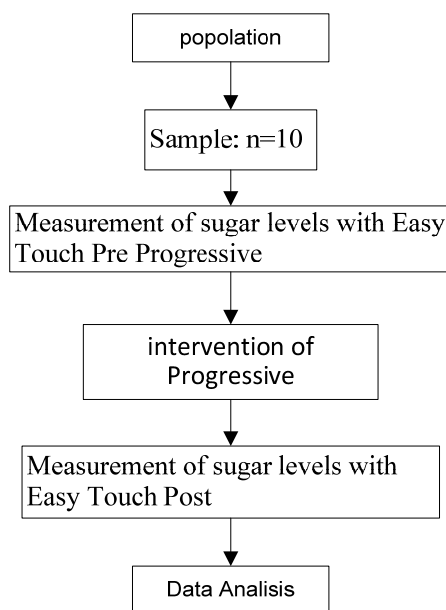 popolation
Sample: n=10
Measurement of sugar levels with Easy
Touch Pre Progressive
intervention of
Progressive
Measurement of sugar levels with
Easy Touch Post
Data Analisis